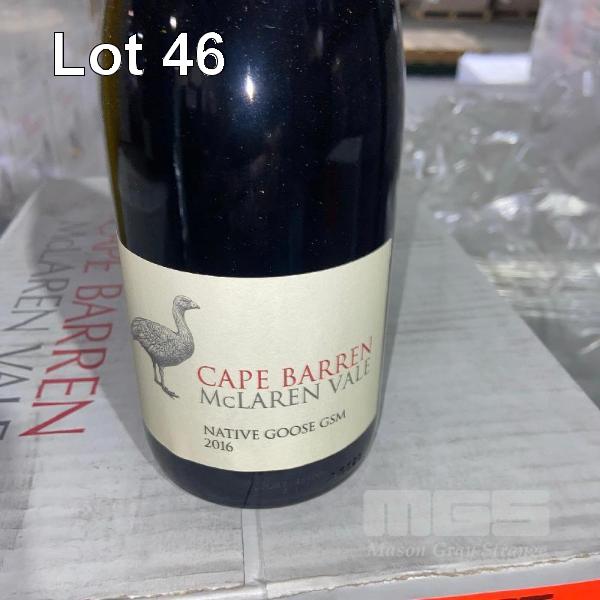 Lot 46
CAPE BARREN
McLAREN VALE
CAPE BARREN
McLAREN VALE
NATIVE GOOSE GSM
2016
MGS
Mason Gray Strange